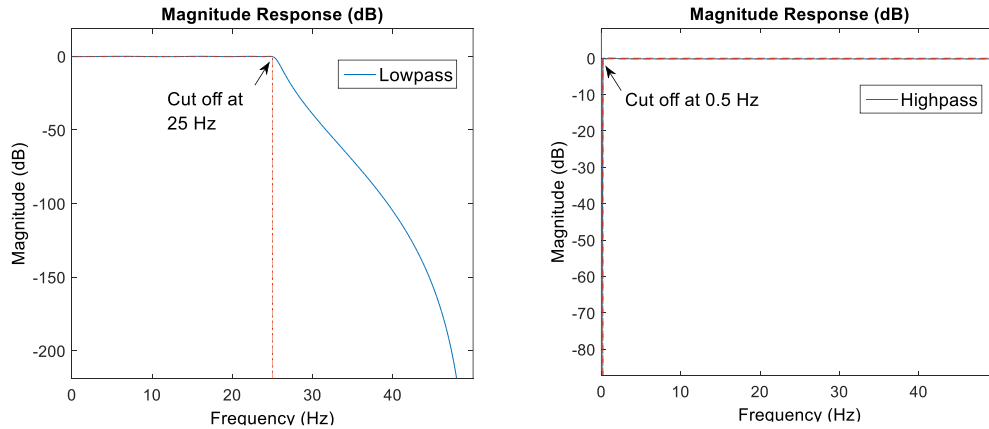 Magnitude Response (dB)
0
-50
-100
-150
-200
Magnitude (dB)
Lowpass
Cut off at
25 Hz
0
10
20
30
40
Frequency (Hz)
Magnitude Response (dB)
0
-10
-20
-30
-40
-50
-60
-70
-80
Magnitude (dB)
Cut off at 0.5 Hz
Highpass
0
10
20
30
40
Frequency (Hz)